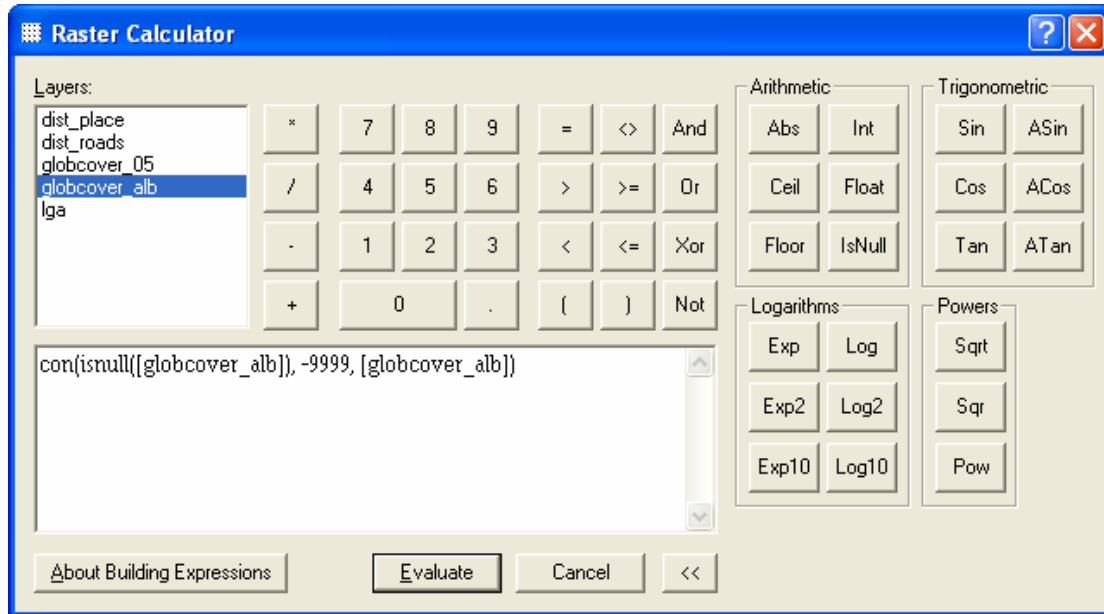 Raster Calculator
Layers:
dist_place
dist_roads
globcover_05
globcover_alb
lga
* 7 8 9 = <> And
/ 4 5 6 > >= Or
- 1 2 3 < <= Xor
+ 0 . ( ) Not
con(isnull([globcover_alb]), -9999, [globcover_alb])
About Building Expressions Evaluate Cancel <<
Arithmetic
Abs Int
Ceil Float
Floor IsNull
Trigonometric
Sin ASin
Cos ACos
Tan ATan
Logarithms
Exp Log
Exp2 Log2
Exp10 Log10
Powers
Sqrt
Sqr
Pow